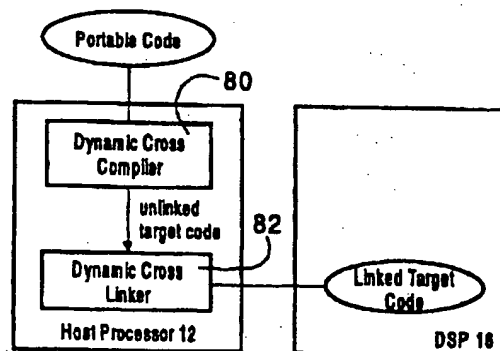 Portable Code
80
Dynamic Cross
Compiler
unlinked
target code
82
Dynamic Cross
Linker
Linked Target
Code
Host Processor 12
DSP 18